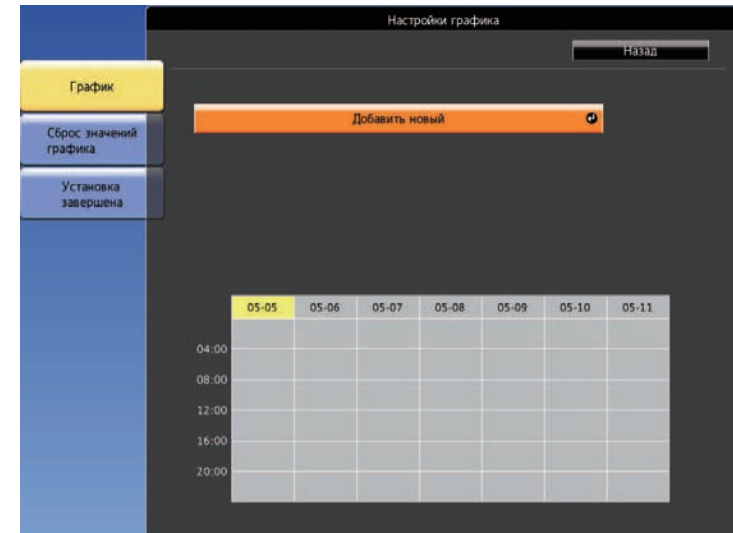 Настройки графика
Назад
График
Добавить новый
Сброс значений
графика
Установка
завершена
05-05 05-06 05-07 05-08 05-09 05-10 05-11
04:00
08:00
12:00
16:00
20:00